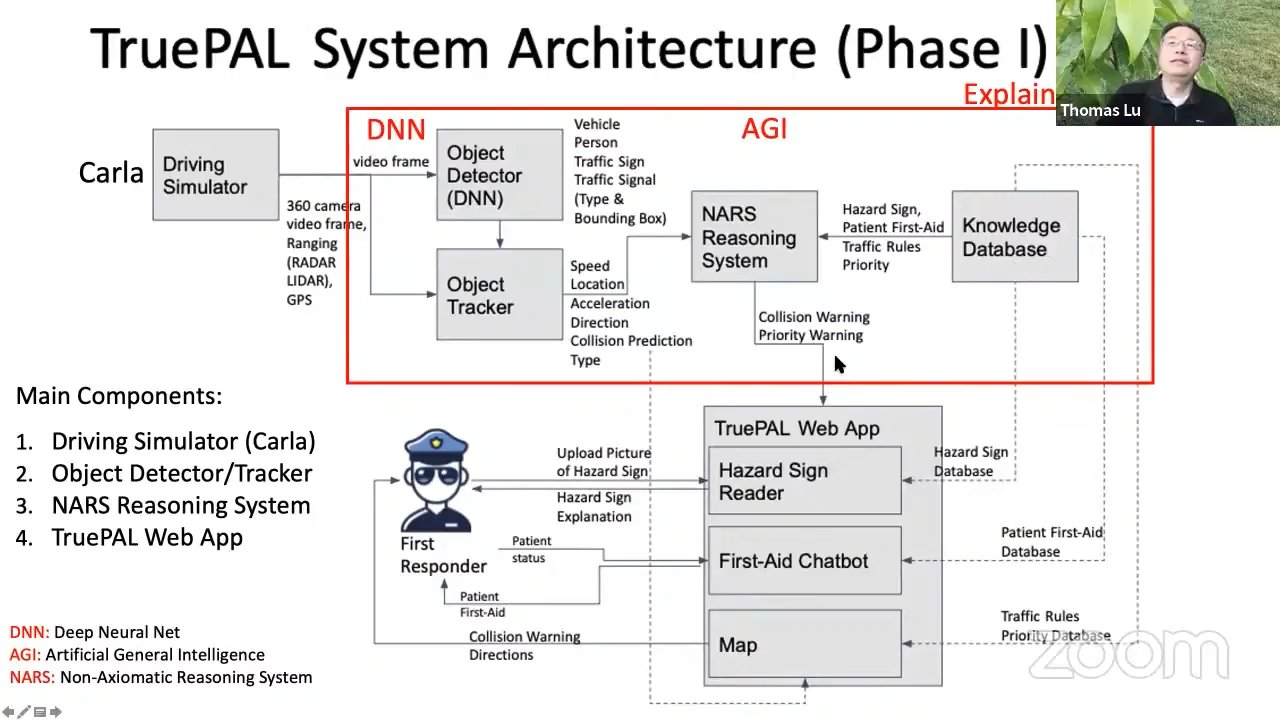 TruePAL System Architecture (Phase I)
Explain
Thomas Lu
DNN
AGI
Carla
Driving
Simulator
video frame
360 camera
video frame,
Ranging
(RADAR
LIDAR),
GPS
Object
Detector
(DNN)
Vehicle
Person
Traffic Sign
Traffic Signal
(Type &
Bounding Box)
Object
Tracker
Speed
Location
Acceleration
Direction
Collision Prediction
Type
NARS
Reasoning
System
Hazard Sign,
Patient First-Aid
Traffic Rules
Priority
Knowledge
Database
Collision Warning
Priority Warning
Main Components:
1. Driving Simulator (Carla)
2. Object Detector/Tracker
3. NARS Reasoning System
4. TruePAL Web App
First
Responder
Upload Picture
of Hazard Sign
Hazard Sign
Explanation
Patient
status
Patient
First-Aid
Collision Warning
Directions
TruePAL Web App
Hazard Sign
Reader
First-Aid Chatbot
Map
Hazard Sign
Database
Patient First-Aid
Database
Traffic Rules
Priority Database
DNN: Deep Neural Net
AGI: Artificial General Intelligence
NARS: Non-Axiomatic Reasoning System
zoom